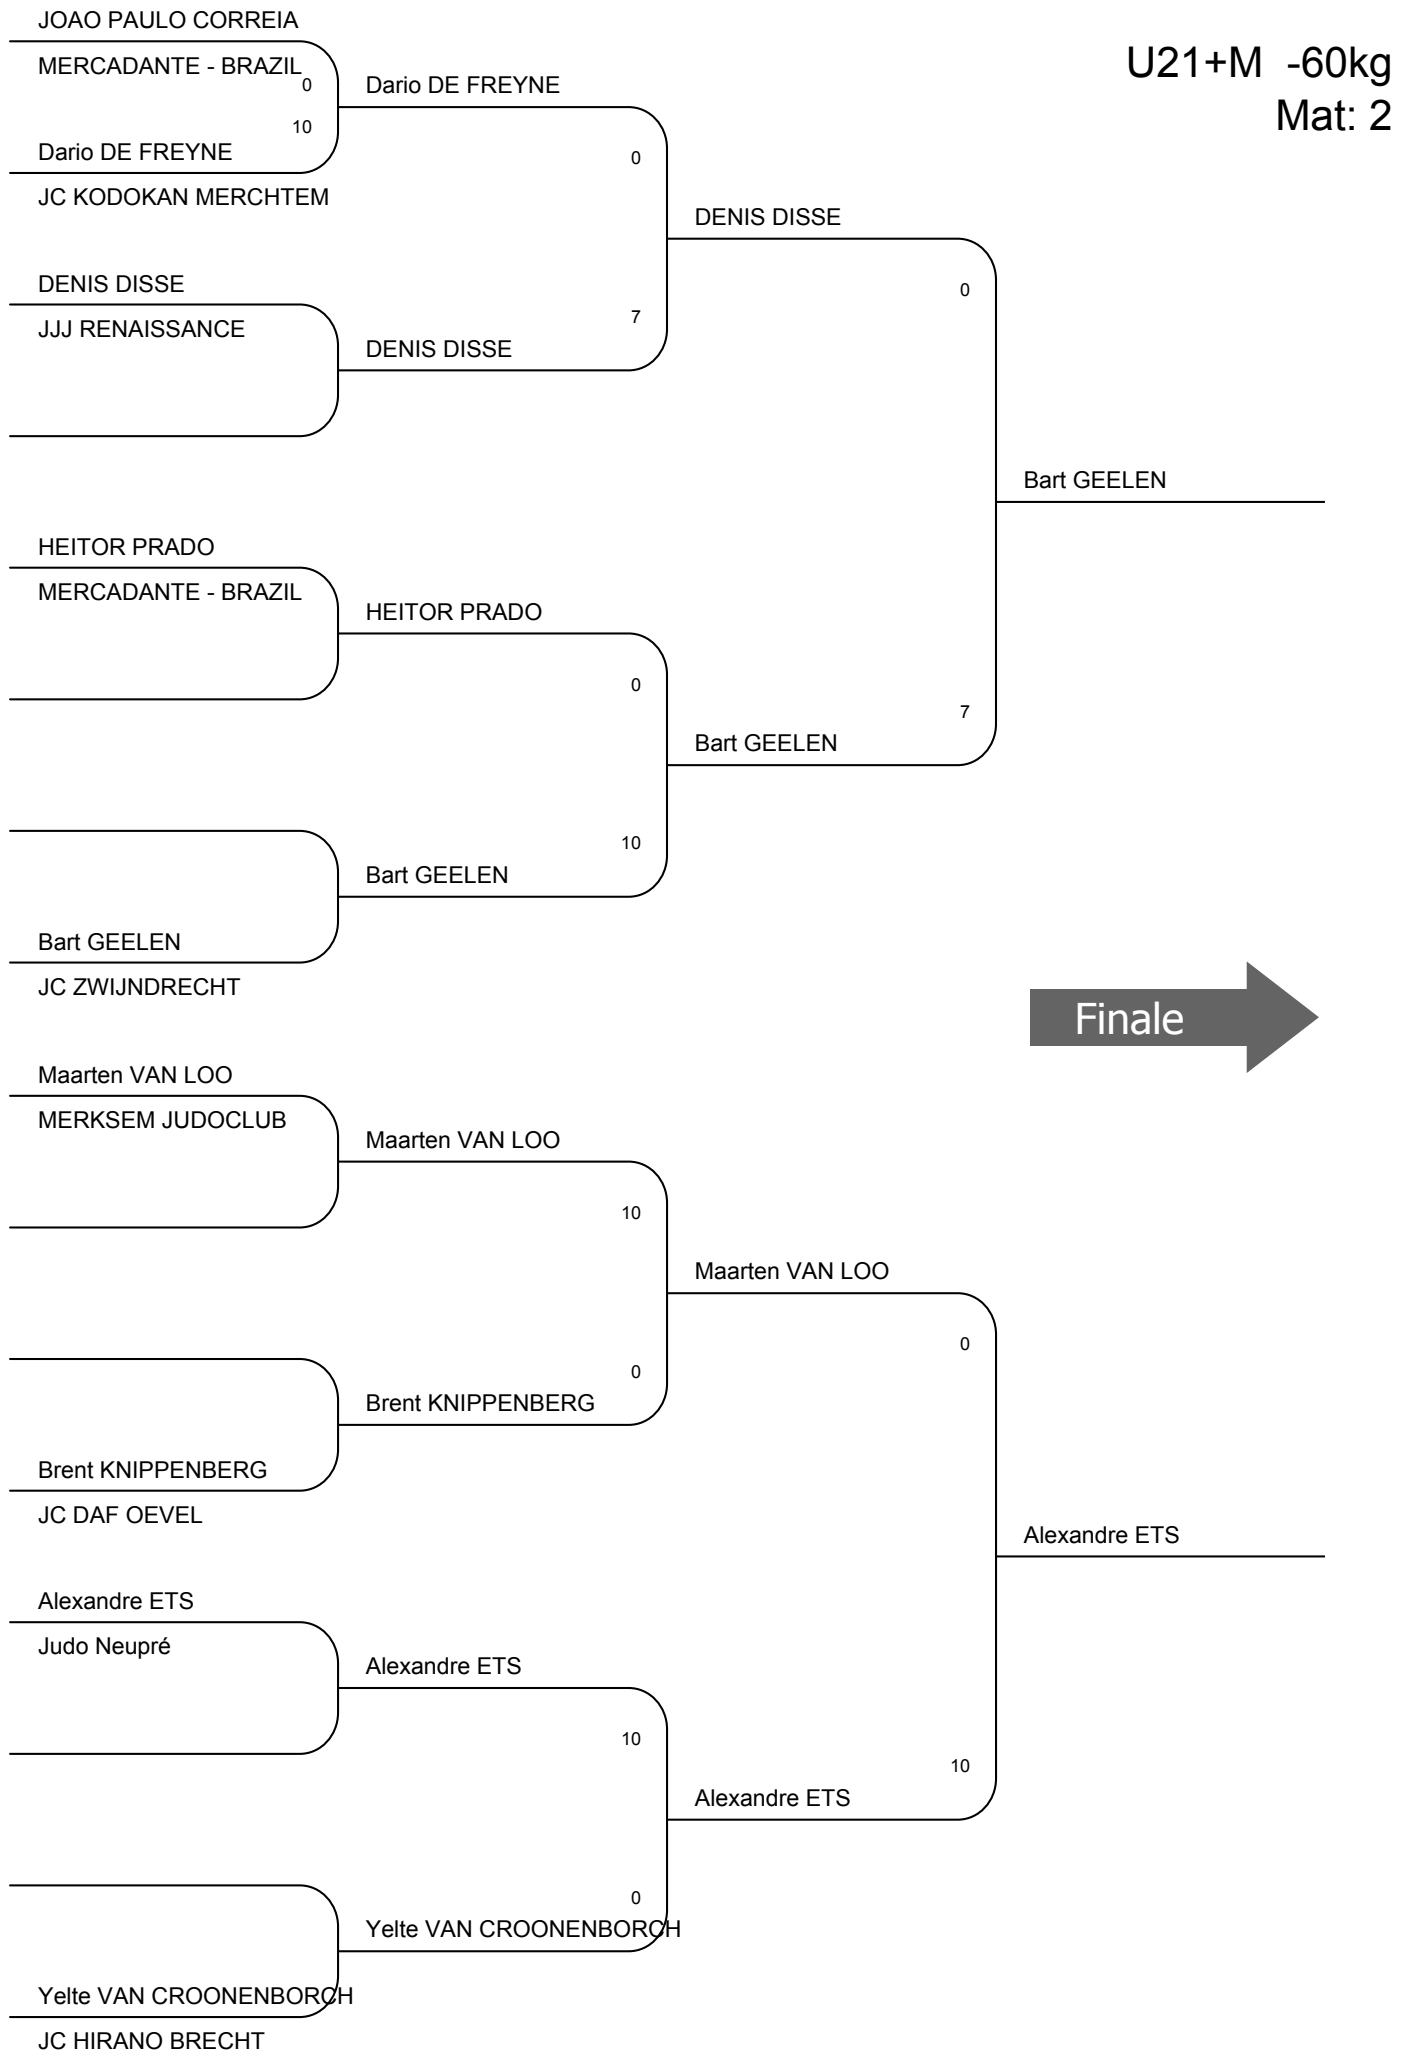 JOAO PAULO CORREIA
MERCADANTE - BRAZIL
0
10
Dario DE FREYNE
JC KODOKAN MERCHTEM
Dario DE FREYNE
U21+M -60kg
Mat: 2
0
DENIS DISSE
DENIS DISSE
JJJ RENAISSANCE
7
DENIS DISSE
0
Bart GEELEN
HEITOR PRADO
MERCADANTE - BRAZIL
HEITOR PRADO
0
7
Bart GEELEN
10
Bart GEELEN
Bart GEELEN
JC ZWIJNDRECHT
Finale
Maarten VAN LOO
MERKSEM JUDOCLUB
Maarten VAN LOO
10
Maarten VAN LOO
0
0
Brent KNIPPENBERG
Brent KNIPPENBERG
JC DAF OEVEL
Alexandre ETS
Alexandre ETS
Judo Neupré
Alexandre ETS
10
10
Alexandre ETS
0
Yelte VAN CROONENBORCH
Yelte VAN CROONENBORCH
JC HIRANO BRECHT